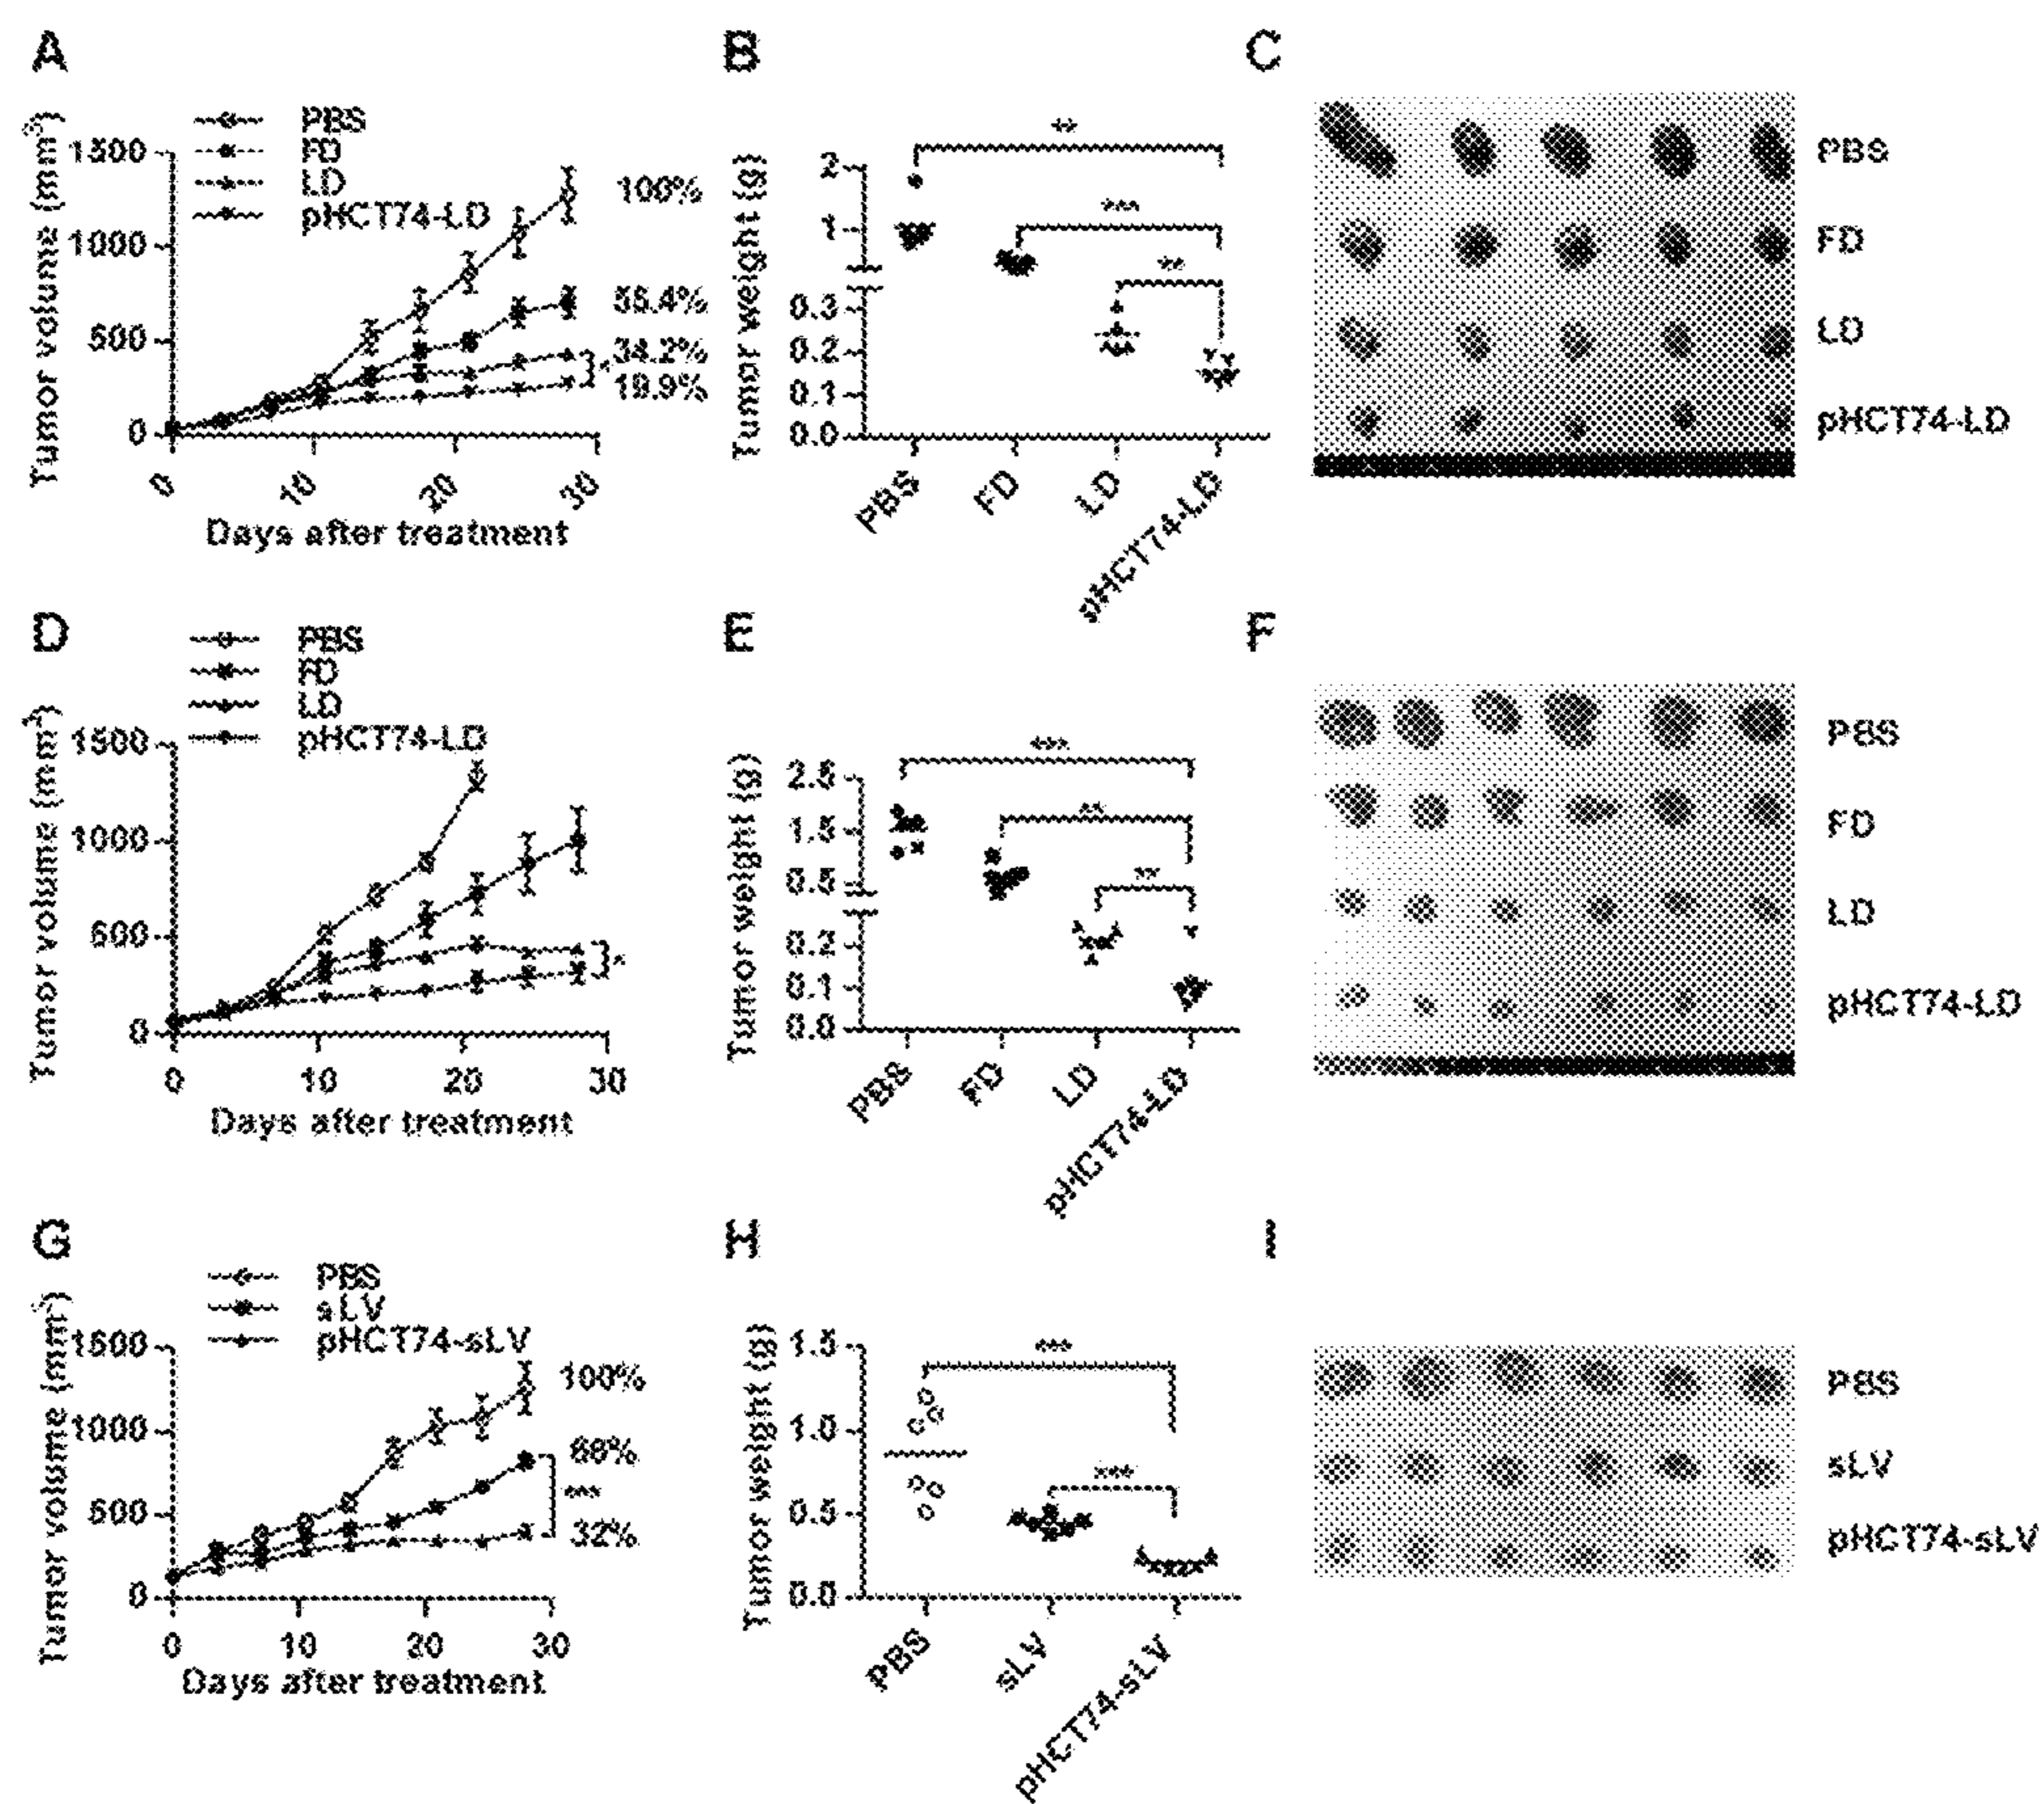 A
PBS
FD
LD
pHCT74-LD
Tumor volume (mm³)
1500
1000
500
0
100%
55.4%
34.2%
19.9%
*
0 10 20 30
Days after treatment
B
Tumor weight (g)
2
1
0.3
0.2
0.1
0.0
**
***
**
PBS FD LD pHCT74-LD
C
PBS
FD
LD
pHCT74-LD
D
PBS
FD
LD
pHCT74-LD
Tumor volume (mm³)
1500
1000
500
0
*
0 10 20 30
Days after treatment
E
Tumor weight (g)
2.5
1.5
0.5
0.2
0.1
0.0
***
**
**
PBS FD LD pHCT74-LD
F
PBS
FD
LD
pHCT74-LD
G
PBS
sLV
pHCT74-sLV
Tumor volume (mm³)
1500
1000
500
0
100%
68%
***
32%
0 10 20 30
Days after treatment
H
Tumor weight (g)
1.5
1.0
0.5
0.0
***
***
PBS sLV pHCT74-sLV
I
PBS
sLV
pHCT74-sLV